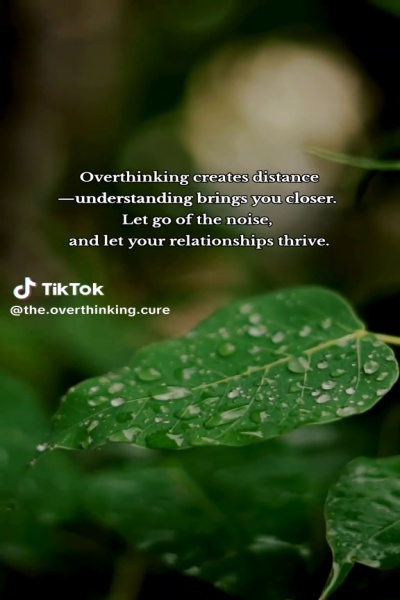 Overthinking creates distance
—understanding brings you closer.
Let go of the noise,
and let your relationships thrive.
TikTok
@the.overthinking.cure